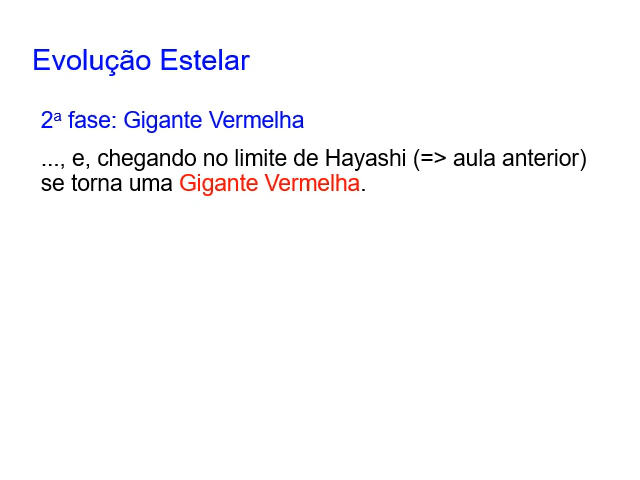 Evolução Estelar
2ª fase: Gigante Vermelha
..., e, chegando no limite de Hayashi (=> aula anterior)
se torna uma Gigante Vermelha.